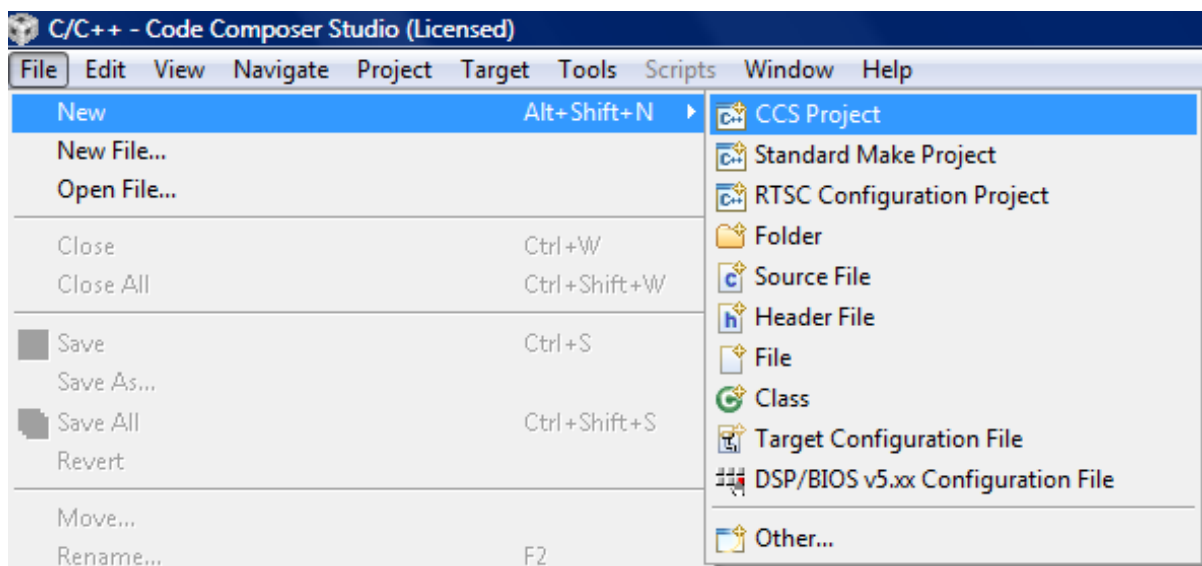 C/C++ - Code Composer Studio (Licensed)
File Edit View Navigate Project Target Tools Scripts Window Help
New Alt+Shift+N
New File...
Open File...
Close Ctrl+W
Close All Ctrl+Shift+W
Save Ctrl+S
Save As...
Save All Ctrl+Shift+S
Revert
Move...
Rename... F2
CCS Project
Standard Make Project
RTSC Configuration Project
Folder
Source File
Header File
File
Class
Target Configuration File
DSP/BIOS v5.xx Configuration File
Other...